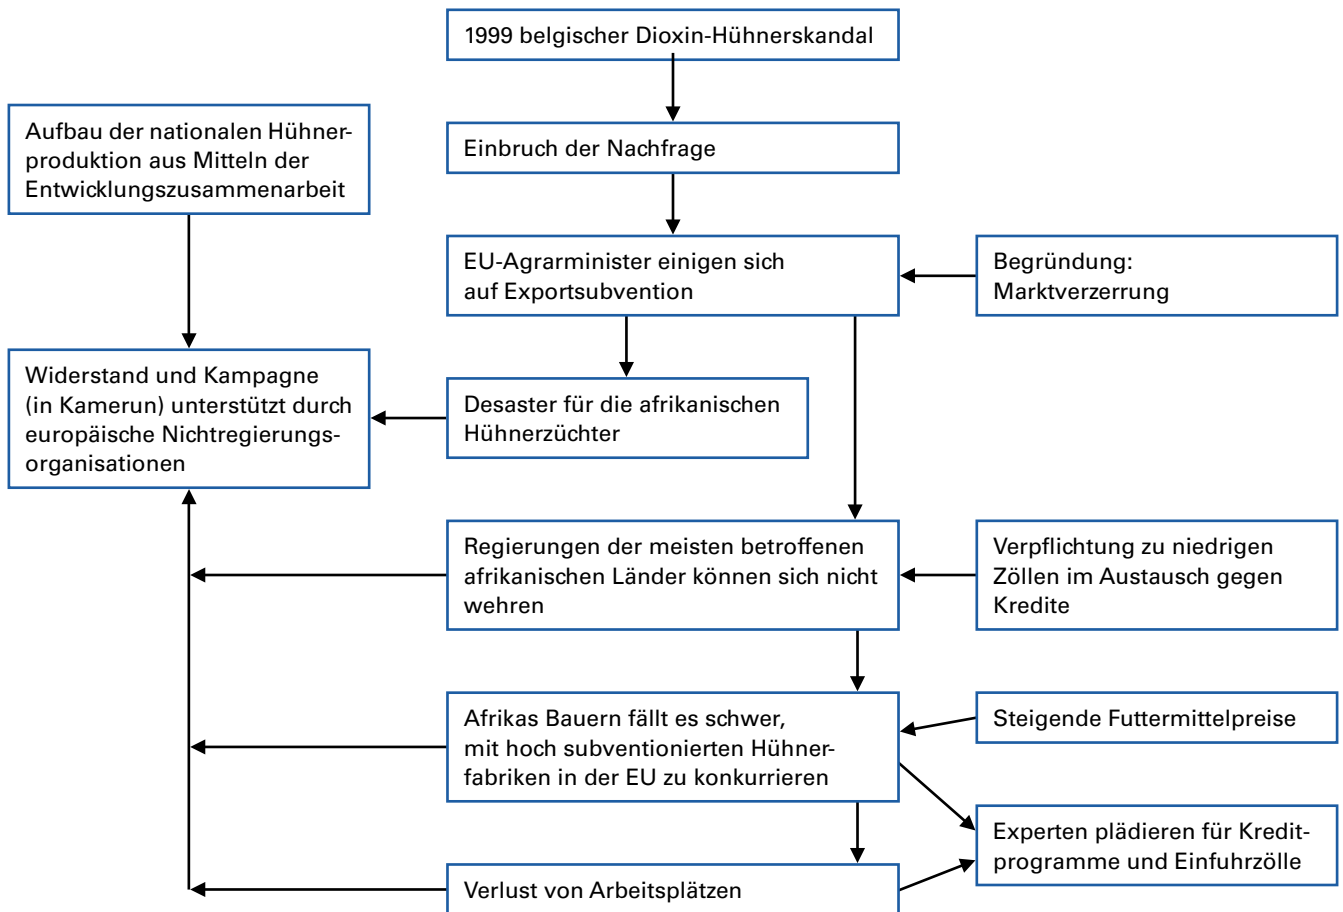 1999 belgischer Dioxin-Hühnerskandal
Aufbau der nationalen Hühner-
produktion aus Mitteln der
Entwicklungszusammenarbeit
Einbruch der Nachfrage
EU-Agrarminister einigen sich
auf Exportsubvention
Begründung:
Marktverzerrung
Widerstand und Kampagne
(in Kamerun) unterstützt durch
europäische Nichtregierungs-
organisationen
Desaster für die afrikanischen
Hühnerzüchter
Regierungen der meisten betroffenen
afrikanischen Länder können sich nicht
wehren
Verpflichtung zu niedrigen
Zöllen im Austausch gegen
Kredite
Afrikas Bauern fällt es schwer,
mit hoch subventionierten Hühner-
fabriken in der EU zu konkurrieren
Steigende Futtermittelpreise
Experten plädieren für Kredit-
programme und Einfuhrzölle
Verlust von Arbeitsplätzen